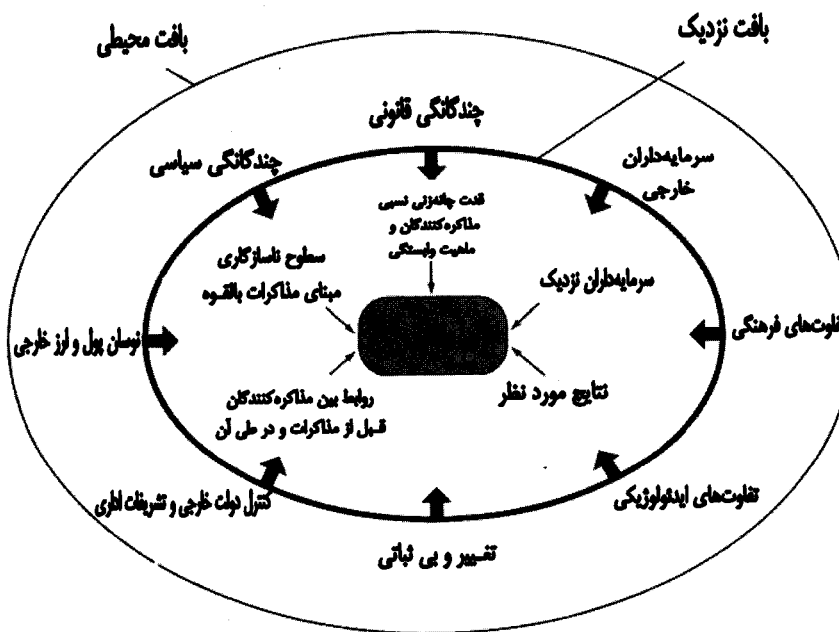 بافت نزدیک
بافت محیطی
چندگانگی قانونی
چندگانگی سیاسی
سرمایه‌داران
خارجی
قدت چانه‌زنی نسبی
مذاکره‌کنندگان و
ماهیت وابستگی
سطوح ناسازگاری
مبنای مذاکرات بالقوه
سرمایه‌داران نزدیک
نوسان پول و ارز خارجی
تفاوت‌های فرهنگی
روابط بین مذاکره‌کنندگان
قبل از مذاکرات و در طی آن
نتایج مورد نظر
کنترل دولت خارجی و تشریفات اداری
تفاوت‌های ایدئولوژیکی
تغییر و بی ثباتی